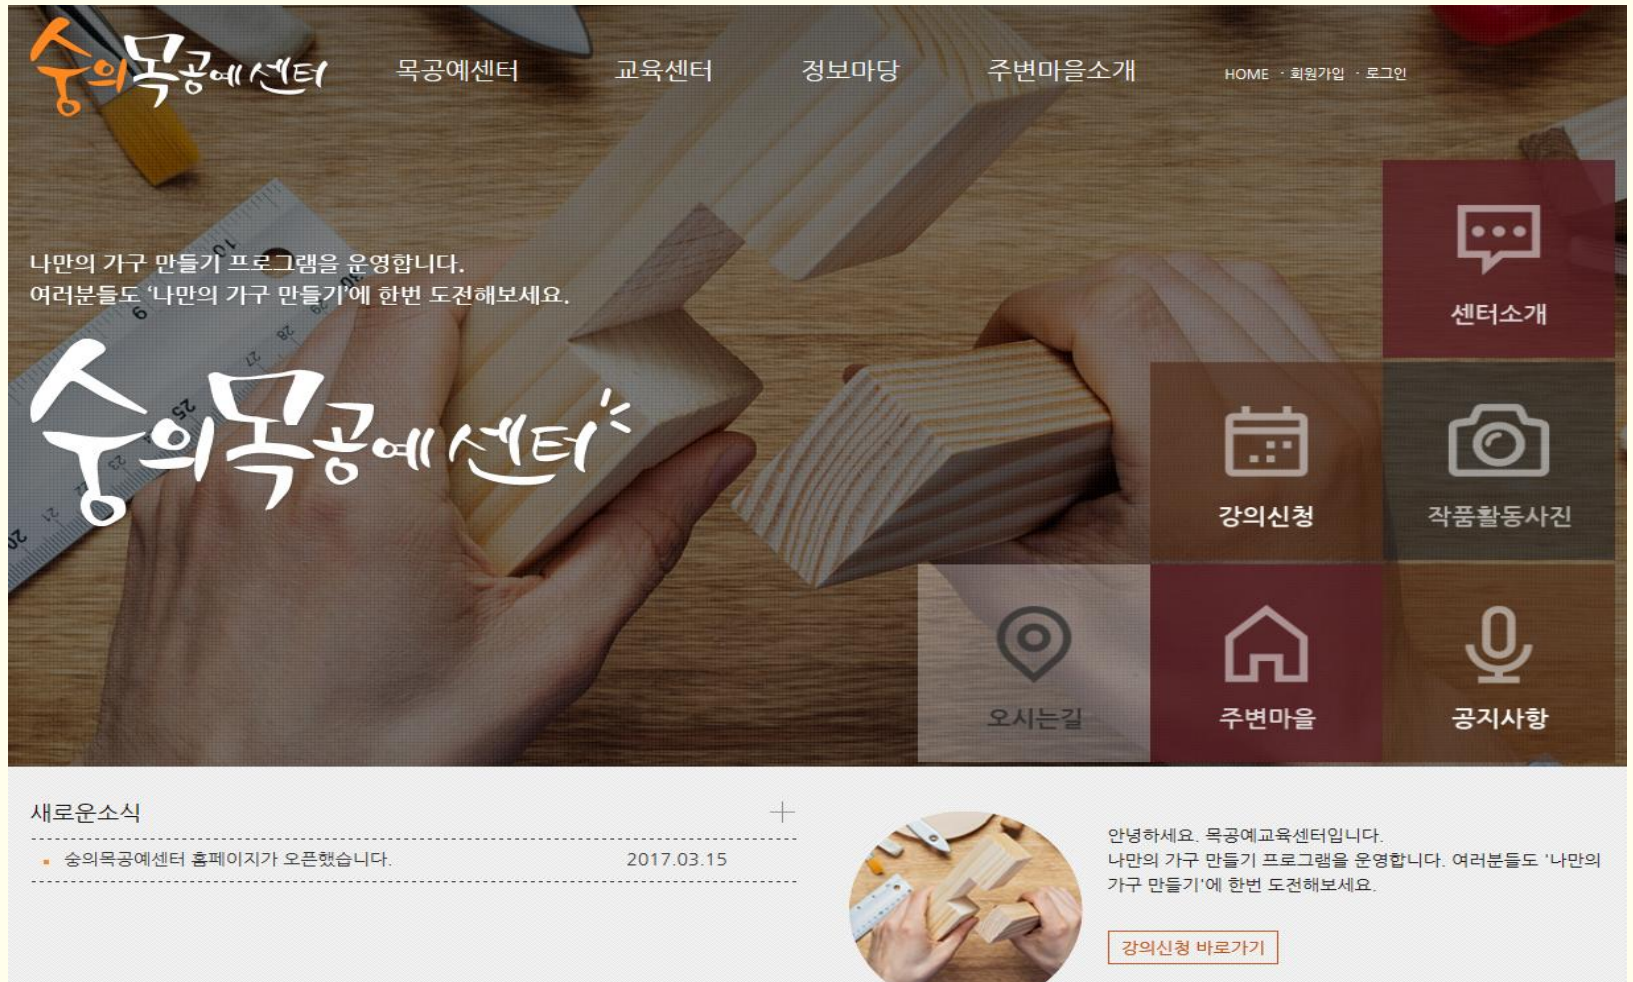 숭의목공예센터
목공예센터
교육센터
정보마당
주변마을소개
HOME · 회원가입 · 로그인
나만의 가구 만들기 프로그램을 운영합니다.
여러분들도 ‘나만의 가구 만들기’에 한번 도전해보세요.
숭의목공예센터
센터소개
강의신청
작품활동사진
오시는길
주변마을
공지사항
새로운소식
숭의목공예센터 홈페이지가 오픈했습니다. 2017.03.15
안녕하세요. 목공예교육센터입니다.
나만의 가구 만들기 프로그램을 운영합니다. 여러분들도 '나만의
가구 만들기'에 한번 도전해보세요.
강의신청 바로가기